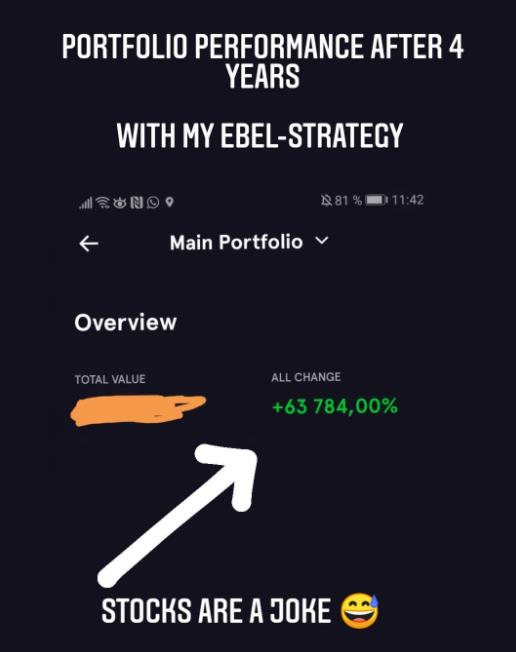 PORTFOLIO PERFORMANCE AFTER 4
YEARS
WITH MY EBEL-STRATEGY
81 % 11:42
Main Portfolio
Overview
TOTAL VALUE
ALL CHANGE
+63 784,00%
STOCKS ARE A JOKE 😅